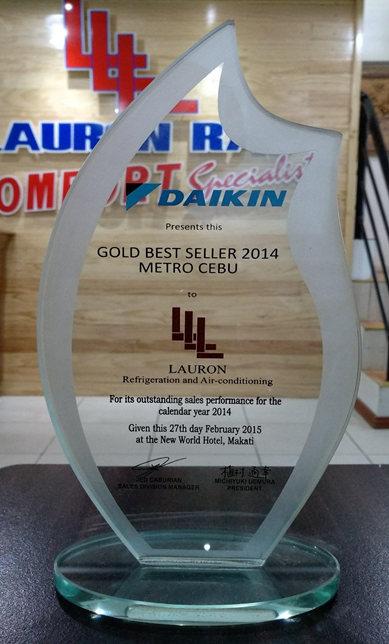 LAURON RA
COMFORT Specialist
DAIKIN
Presents this
GOLD BEST SELLER 2014
METRO CEBU
to
LAURON
Refrigeration and Air-conditioning
For its outstanding sales performance for the
calendar year 2014
Given this 27th day February 2015
at the New World Hotel, Makati
SALES DIVISION MANAGER
MICHIYUKI UEMURA
PRESIDENT